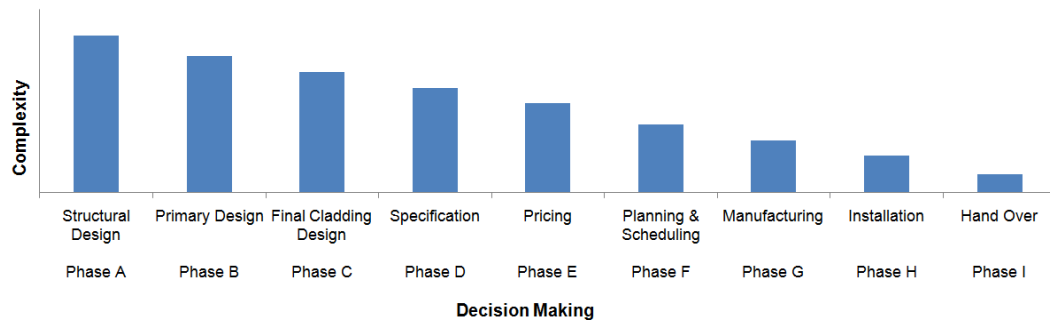 Complexity
Structural Design
Primary Design
Final Cladding Design
Specification
Pricing
Planning & Scheduling
Manufacturing
Installation
Hand Over
Phase A
Phase B
Phase C
Phase D
Phase E
Phase F
Phase G
Phase H
Phase I
Decision Making